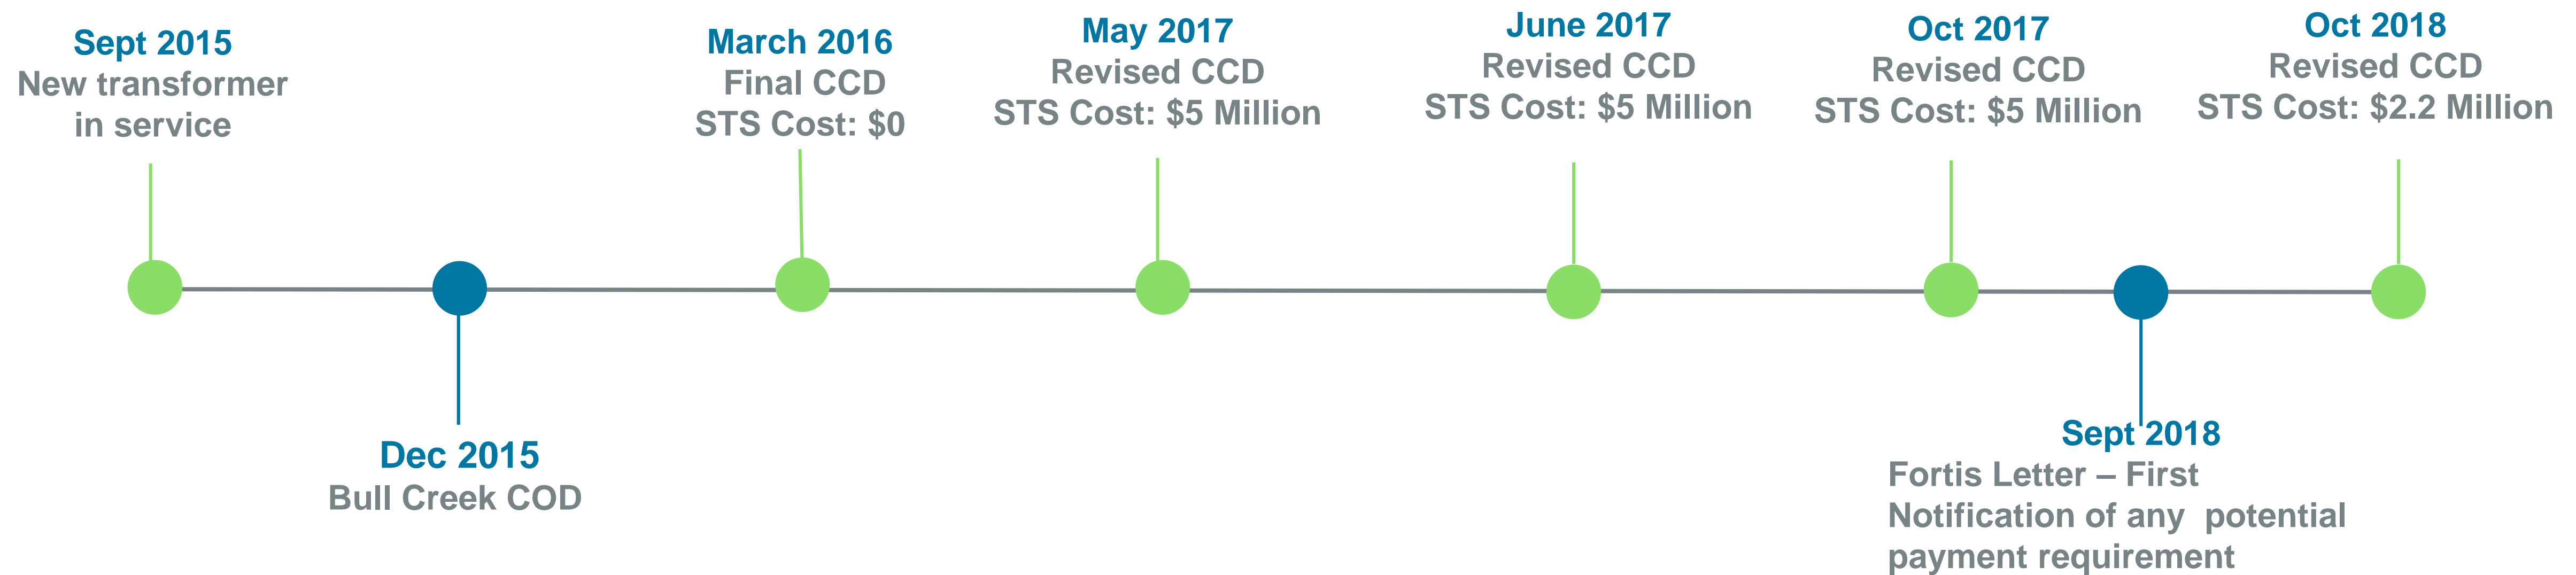 Sept 2015
New transformer
in service
March 2016
Final CCD
STS Cost: $0
May 2017
Revised CCD
STS Cost: $5 Million
June 2017
Revised CCD
STS Cost: $5 Million
Oct 2017
Revised CCD
STS Cost: $5 Million
Oct 2018
Revised CCD
STS Cost: $2.2 Million
Dec 2015
Bull Creek COD
Sept 2018
Fortis Letter – First
Notification of any  potential
payment requirement